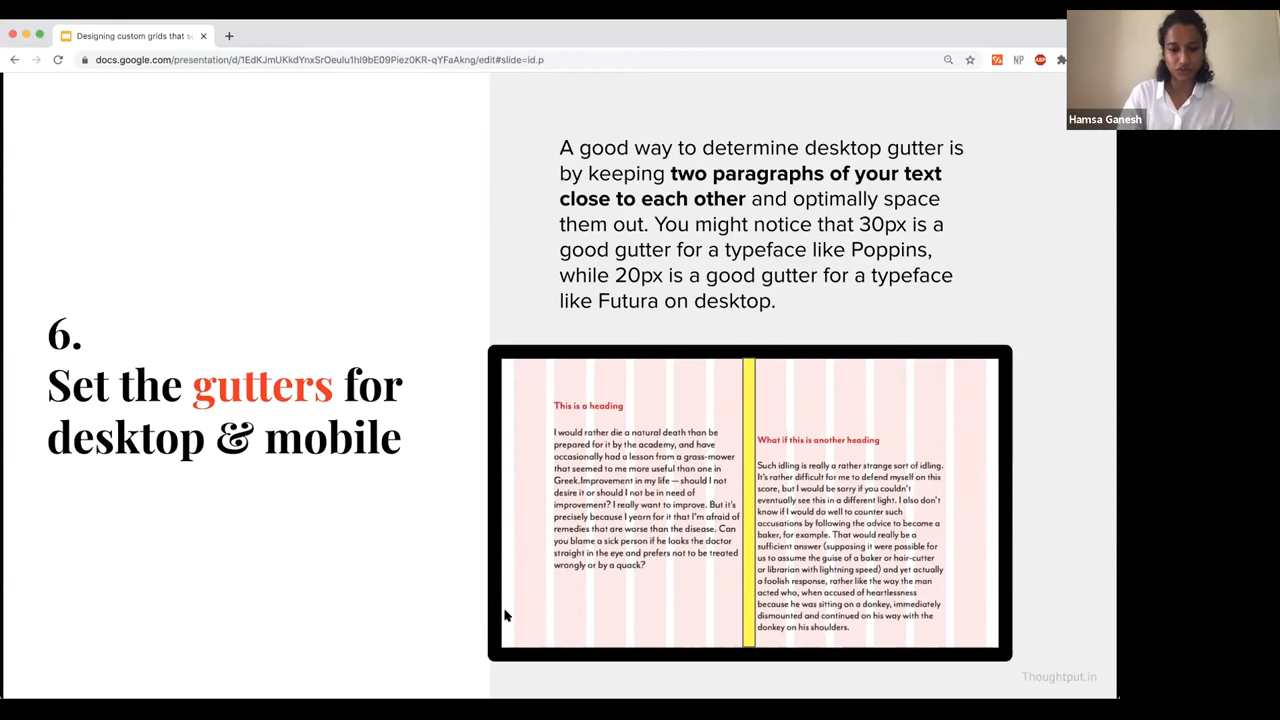 Designing custom grids that sc
docs.google.com/presentation/d/1EdKJmUKkdYnxSrOeulu1hI9bE09Piez0KR-qYFaAkng/edit#slide=id.p
NP
ABP
Hamsa Ganesh
6.
Set the gutters for
desktop & mobile
A good way to determine desktop gutter is
by keeping two paragraphs of your text
close to each other and optimally space
them out. You might notice that 30px is a
good gutter for a typeface like Poppins,
while 20px is a good gutter for a typeface
like Futura on desktop.
This is a heading
I would rather die a natural death than be
prepared for it by the academy, and have
occasionally had a lesson from a grass-mower
that seemed to me more useful than one in
Greek.Improvement in my life — should I not
desire it or should I not be in need of
improvement? I really want to improve. But it's
precisely because I yearn for it that I'm afraid of
remedies that are worse than the disease. Can
you blame a sick person if he looks the doctor
straight in the eye and prefers not to be treated
wrongly or by a quack?
What if this is another heading
Such idling is really a rather strange sort of idling.
It's rather difficult for me to defend myself on this
score, but I would be sorry if you couldn't
eventually see this in a different light. I also don't
know if I would do well to counter such
accusations by following the advice to become a
baker, for example. That would really be a
sufficient answer (supposing it were possible for
us to assume the guise of a baker or hair-cutter
or librarian with lightning speed) and yet actually
a foolish response, rather like the way the man
acted who, when accused of heartlessness
because he was sitting on a donkey, immediately
dismounted and continued on his way with the
donkey on his shoulders.
Thoughtput.in